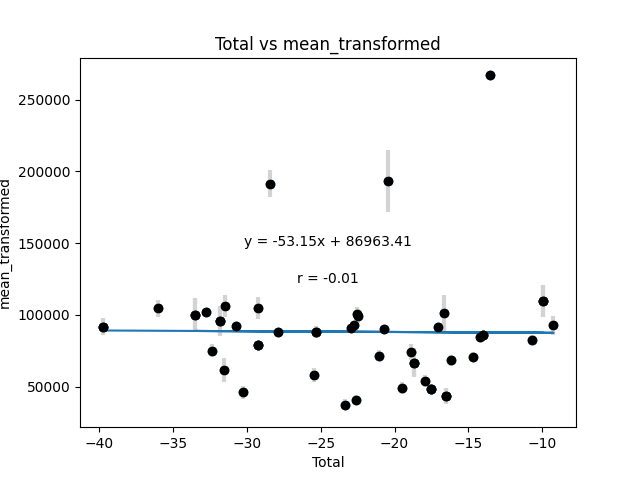 Total vs mean_transformed
mean_transformed
250000
200000
150000
100000
50000
y = -53.15x + 86963.41
r = -0.01
−40
−35
−30
−25
−20
−15
−10
Total